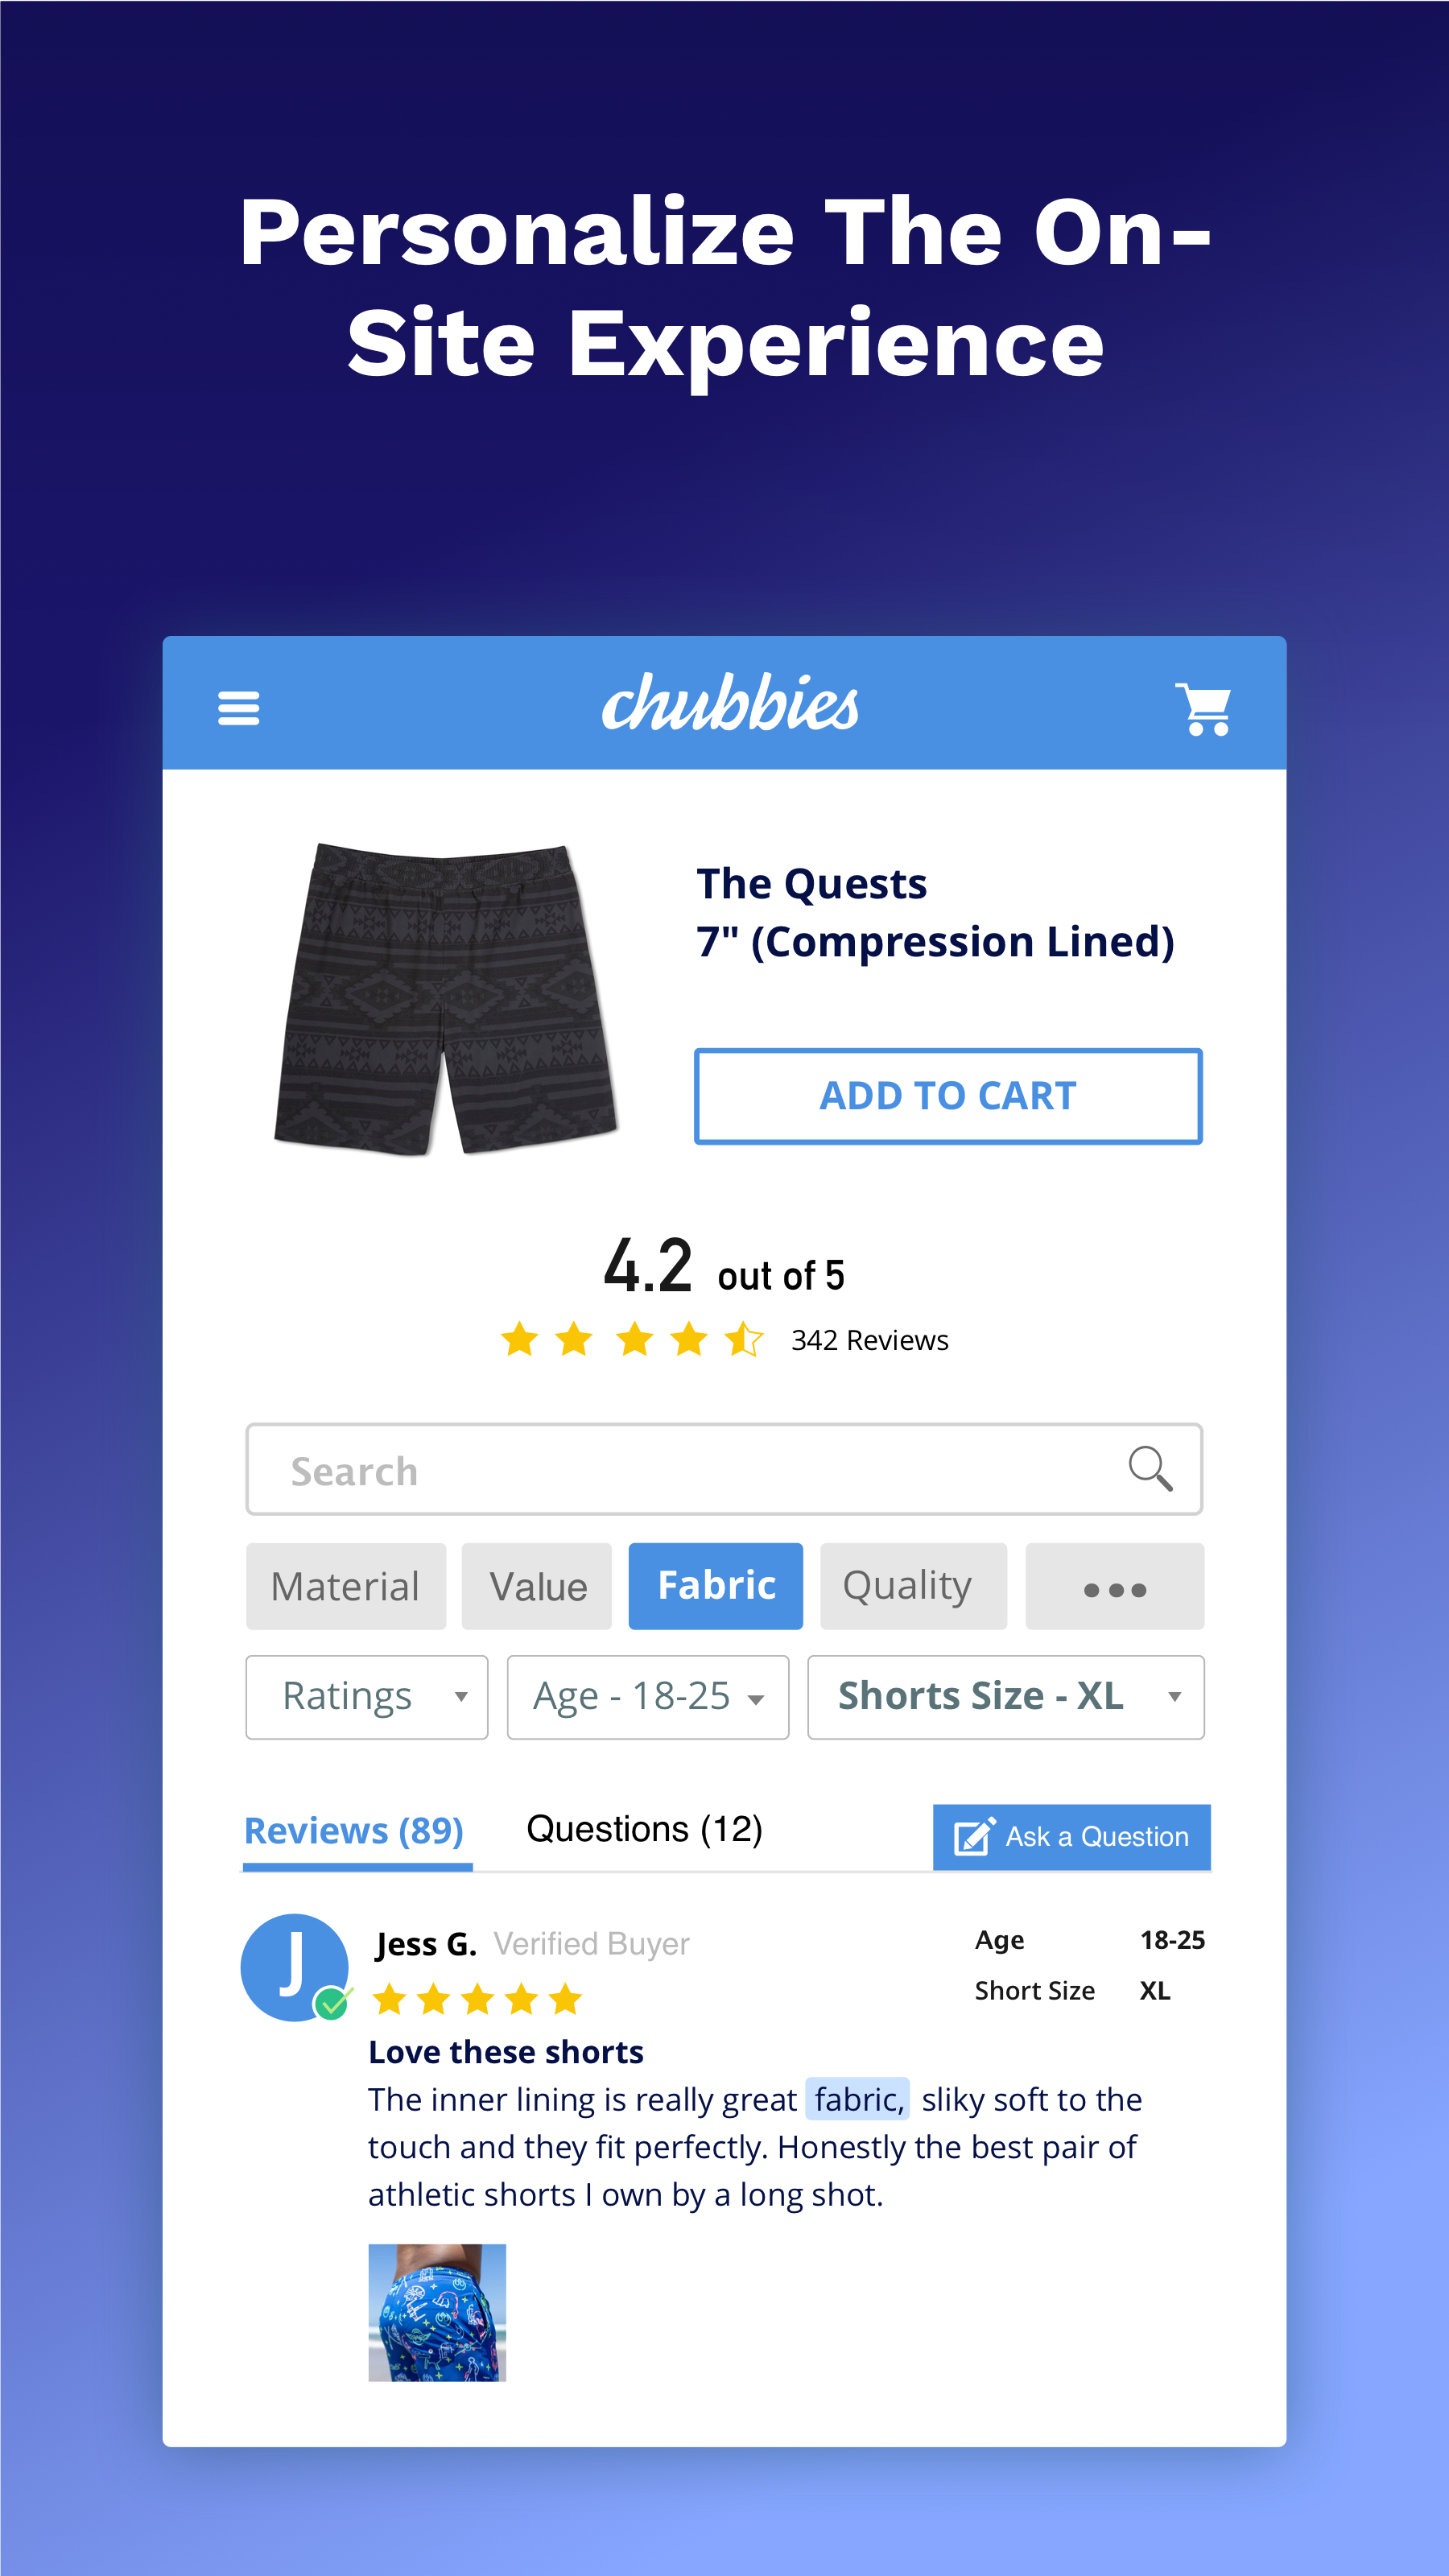 Personalize The On-
Site Experience
chubbies
The Quests
7" (Compression Lined)
ADD TO CART
4.2 out of 5
342 Reviews
Search
Material Value Fabric Quality
Ratings Age - 18-25 Shorts Size - XL
Reviews (89) Questions (12) Ask a Question
J Jess G. Verified Buyer Age 18-25
Short Size XL
Love these shorts
The inner lining is really great fabric, sliky soft to the
touch and they fit perfectly. Honestly the best pair of
athletic shorts I own by a long shot.